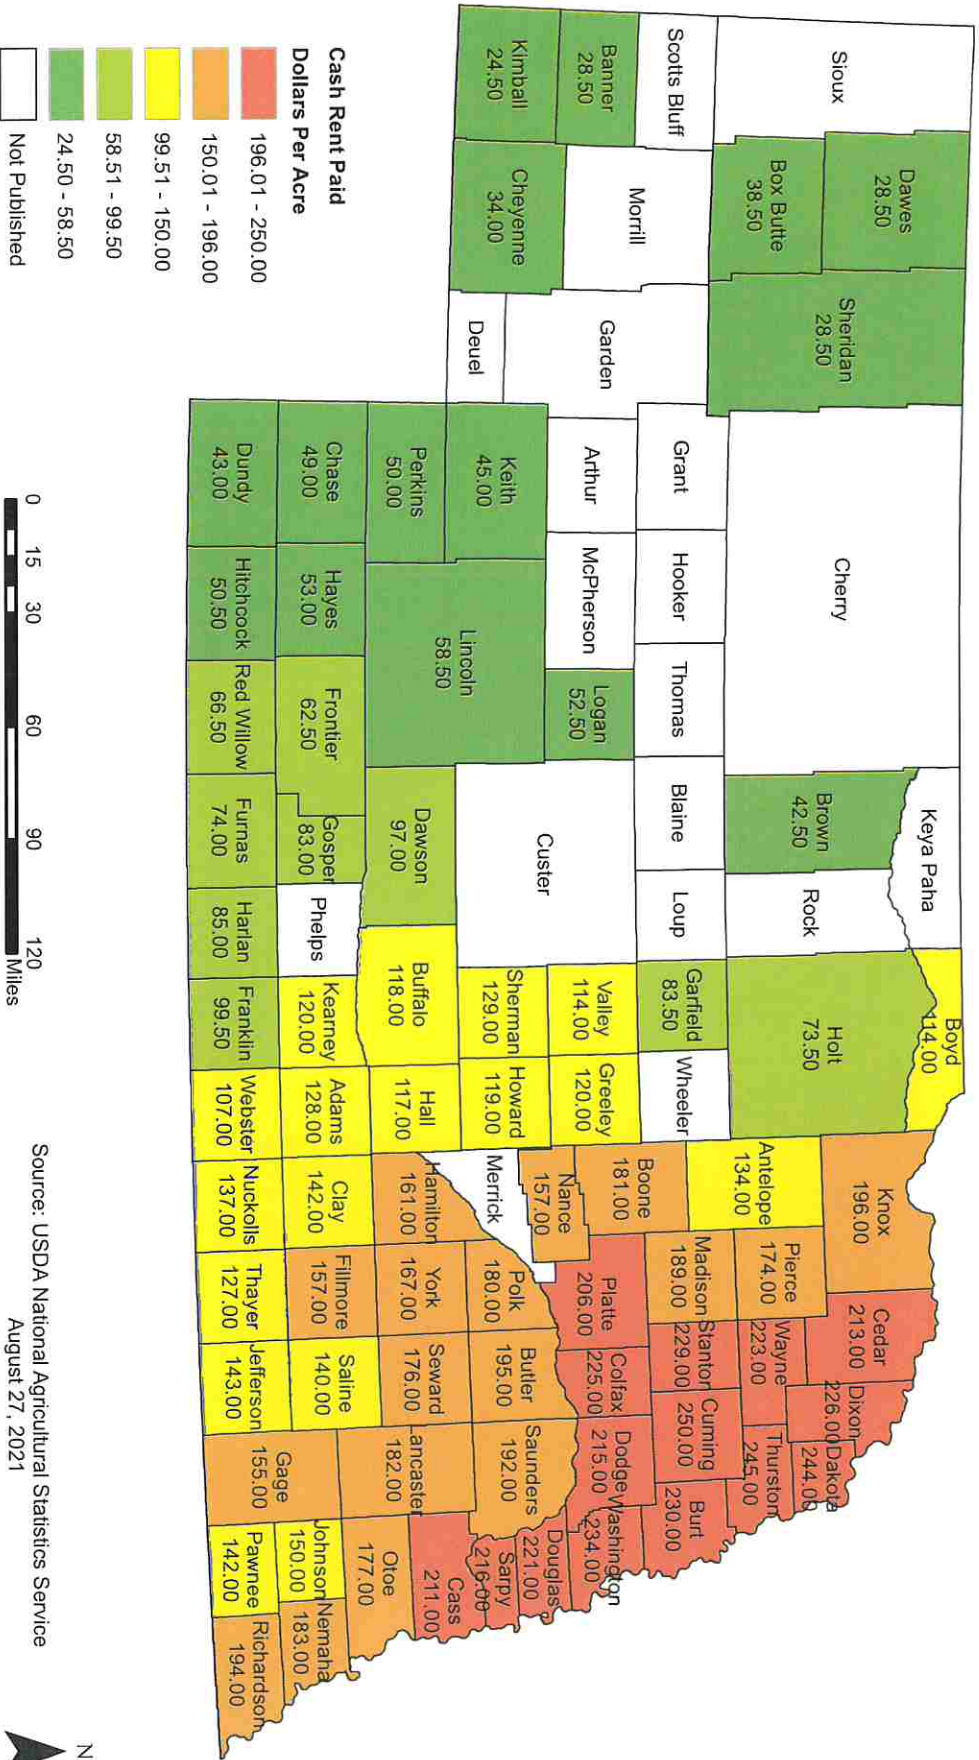 Sioux
Dawes
28.50
Box Butte
38.50
Sheridan
28.50
Scotts Bluff
Banner
28.50
Kimball
24.50
Morrill
Cheyenne
34.00
Garden
Deuel
Cherry
Keya Paha
Boyd
114.00
Brown
42.50
Rock
Holt
73.50
Knox
196.00
Cedar
213.00
Dixon
226.00
Dakota
244.00
Antelope
134.00
Pierce
174.00
Wayne
223.00
Thurston
245.00
Grant
Hooker
Thomas
Blaine
Loup
Garfield
83.50
Wheeler
Boone
181.00
Madison
189.00
Stanton
229.00
Cuming
250.00
Burt
230.00
Arthur
McPherson
Logan
52.50
Custer
Valley
114.00
Greeley
120.00
Nance
157.00
Platte
206.00
Colfax
225.00
Dodge
215.00
Washington
234.00
Keith
45.00
Perkins
50.00
Lincoln
58.50
Dawson
97.00
Sherman
129.00
Howard
119.00
Merrick
Polk
180.00
Butler
195.00
Saunders
192.00
Douglas
221.00
Sarpy
216.00
Buffalo
118.00
Hall
117.00
Hamilton
161.00
York
167.00
Seward
176.00
Lancaster
182.00
Cass
211.00
Otoe
177.00
Chase
49.00
Hayes
53.00
Frontier
62.50
Gosper
83.00
Phelps
Kearney
120.00
Adams
128.00
Clay
142.00
Fillmore
157.00
Saline
140.00
Gage
155.00
Johnson
150.00
Nemaha
183.00
Dundy
43.00
Hitchcock
50.50
Red Willow
66.50
Furnas
74.00
Harlan
85.00
Franklin
99.50
Webster
107.00
Nuckolls
137.00
Thayer
127.00
Jefferson
143.00
Pawnee
142.00
Richardson
194.00
Cash Rent Paid
Dollars Per Acre
196.01 - 250.00
150.01 - 196.00
99.51 - 150.00
58.51 - 99.50
24.50 - 58.50
Not Published
0 15 30 60 90 120
Miles
Source: USDA National Agricultural Statistics Service
August 27, 2021
N